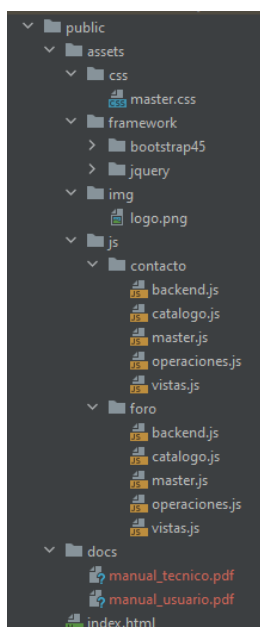 public
assets
css
master.css
framework
bootstrap45
jquery
img
logo.png
js
contacto
backend.js
catalogo.js
master.js
operaciones.js
vistas.js
foro
backend.js
catalogo.js
master.js
operaciones.js
vistas.js
docs
manual_tecnico.pdf
manual_usuario.pdf
index.html